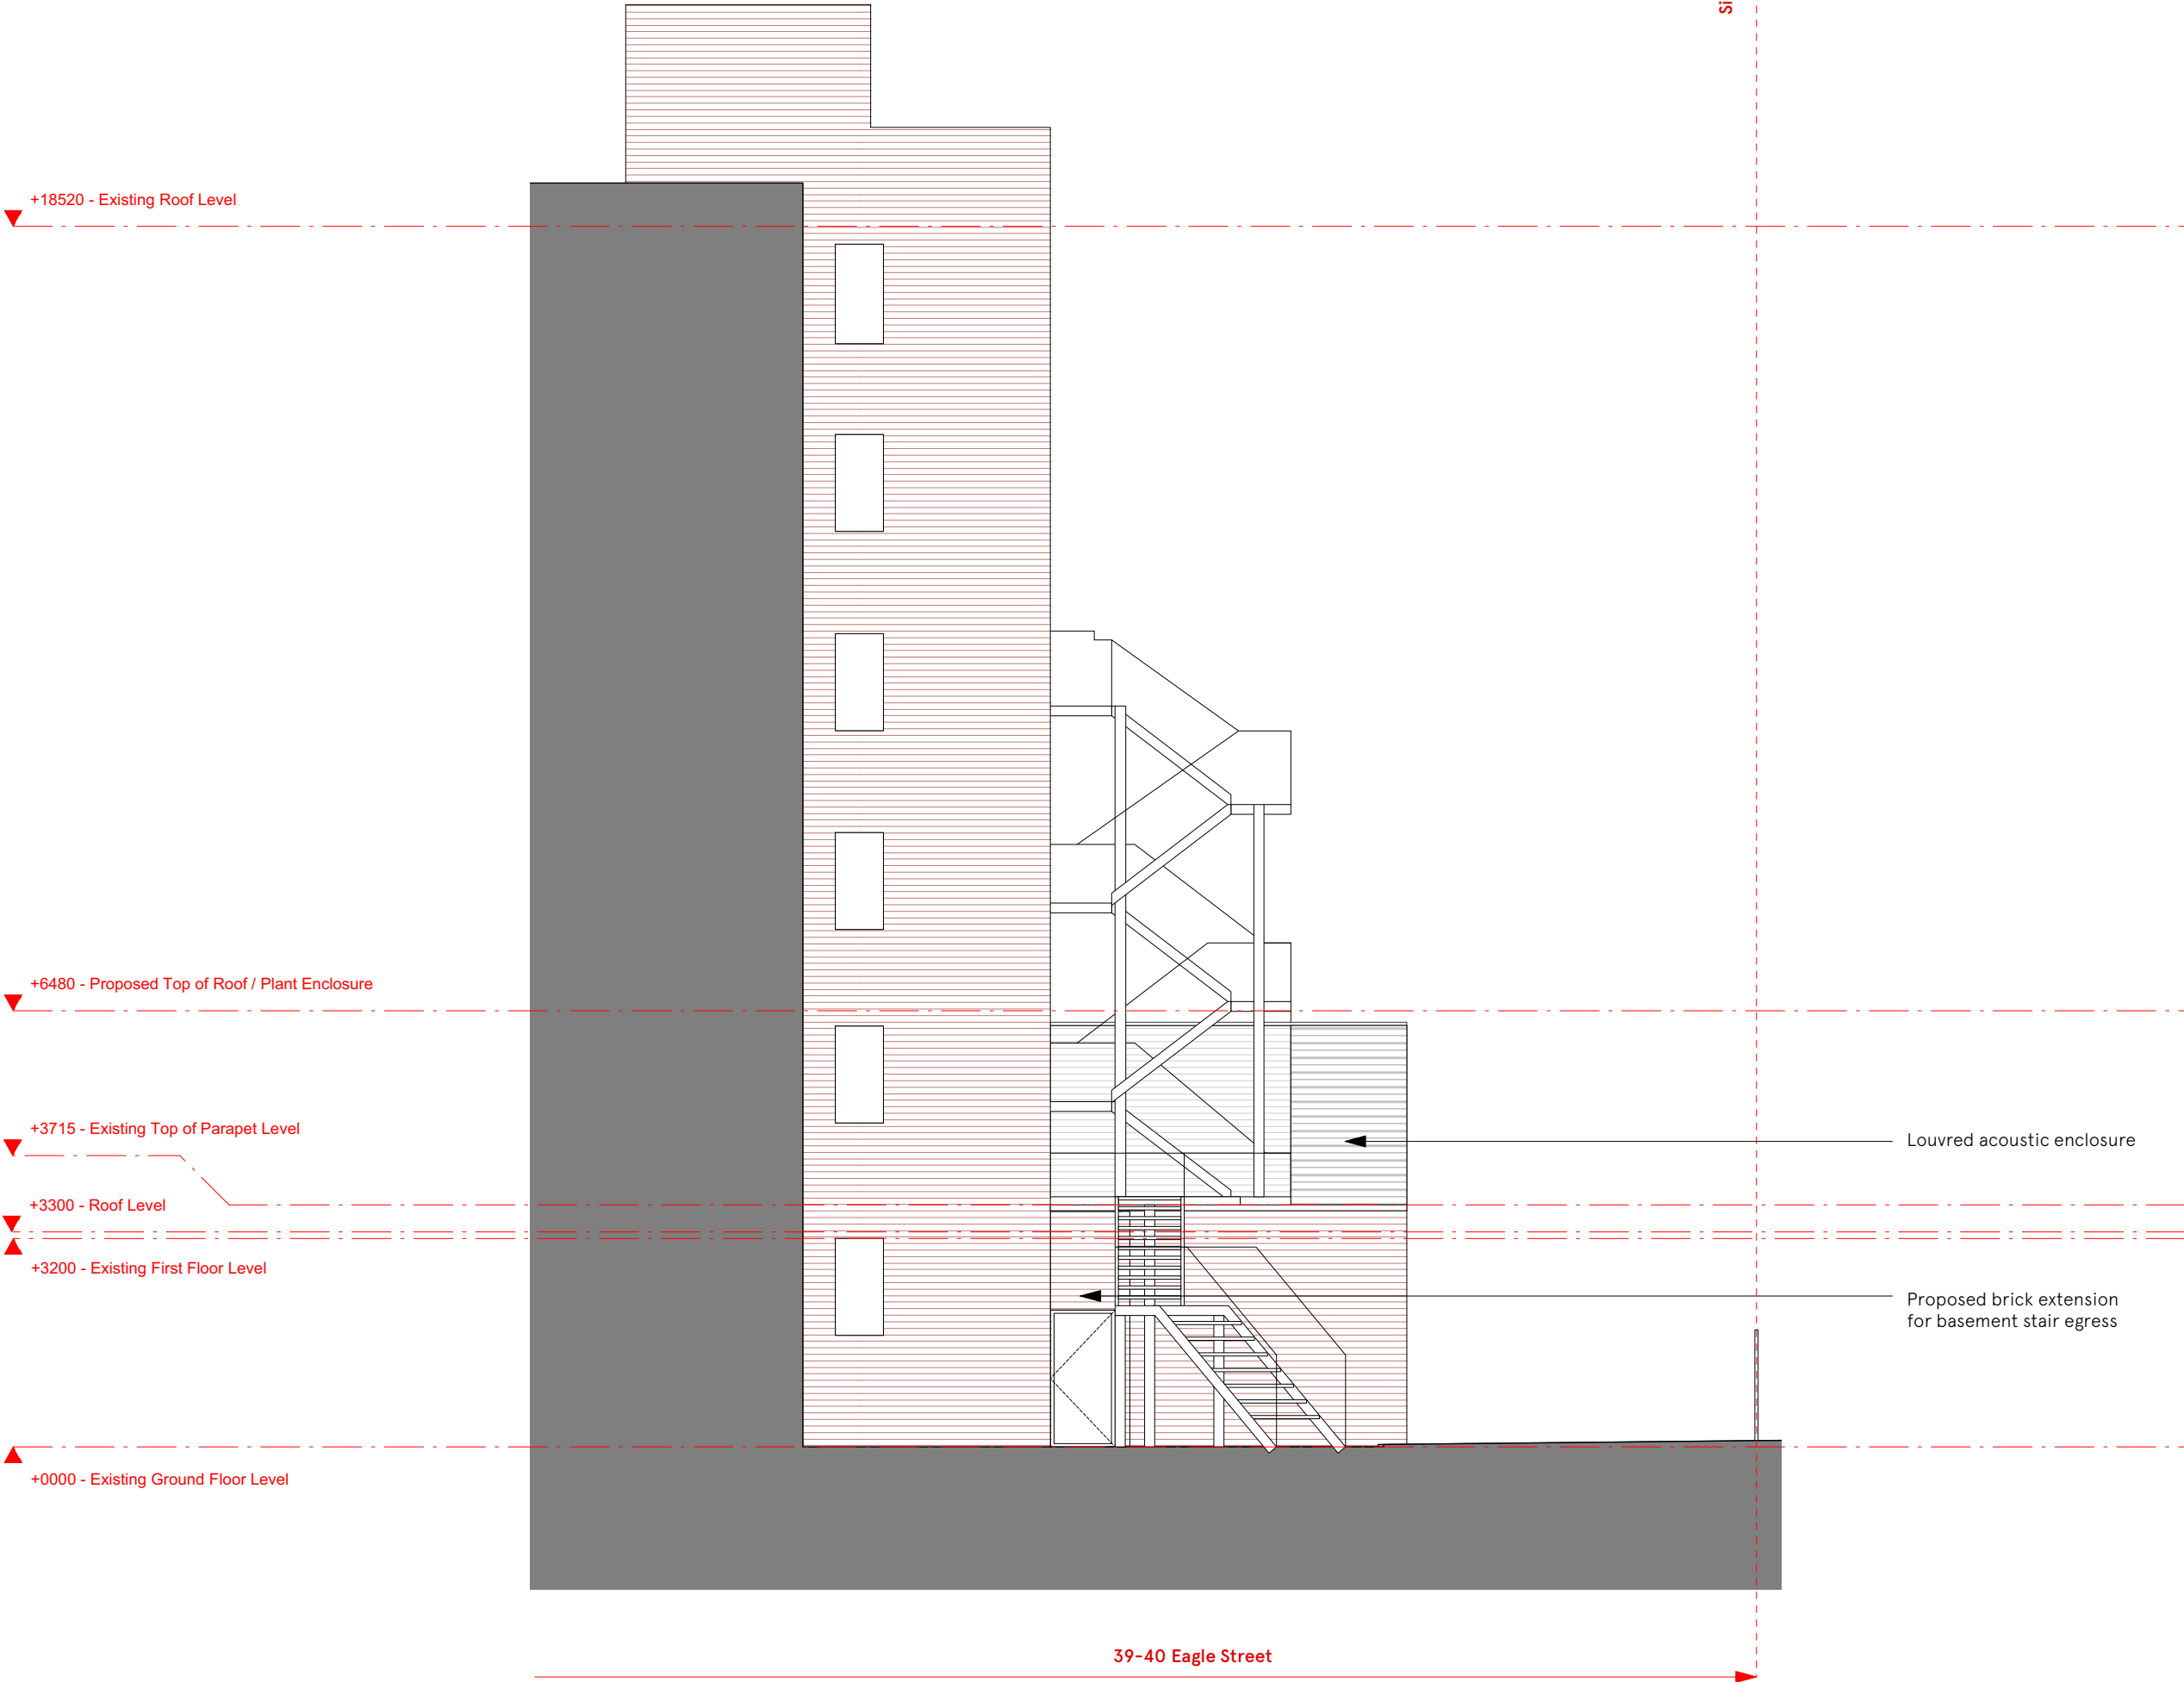 +18520 - Existing Roof Level
+6480 - Proposed Top of Roof / Plant Enclosure
+3715 - Existing Top of Parapet Level
Louvred acoustic enclosure
+3300 - Roof Level
+3200 - Existing First Floor Level
Proposed brick extension
for basement stair egress
+0000 - Existing Ground Floor Level
39-40 Eagle Street